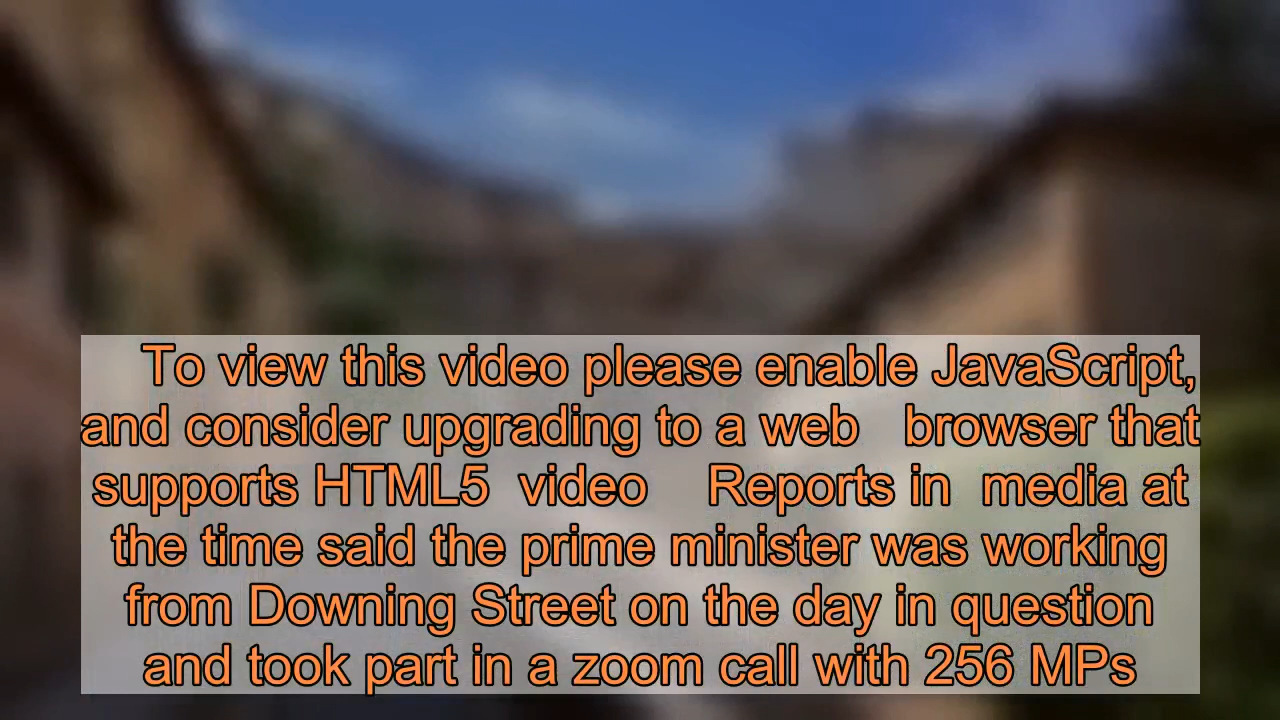 To view this video please enable JavaScript,
and consider upgrading to a web browser that
supports HTML5 video Reports in media at
the time said the prime minister was working
from Downing Street on the day in question
and took part in a zoom call with 256 MPs